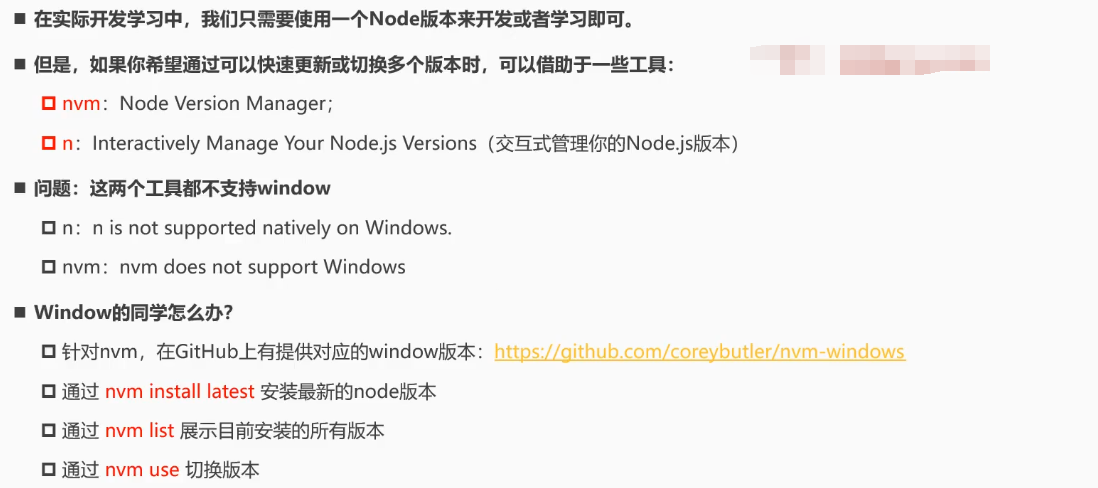 在实际开发学习中，我们只需要使用一个Node版本来开发或者学习即可。
但是，如果你希望通过可以快速更新或切换多个版本时，可以借助于一些工具：
nvm：Node Version Manager；
n：Interactively Manage Your Node.js Versions（交互式管理你的Node.js版本）
问题：这两个工具都不支持window
n：n is not supported natively on Windows.
nvm：nvm does not support Windows
Window的同学怎么办？
针对nvm，在GitHub上有提供对应的window版本：https://github.com/coreybutler/nvm-windows
通过 nvm install latest 安装最新的node版本
通过 nvm list 展示目前安装的所有版本
通过 nvm use 切换版本